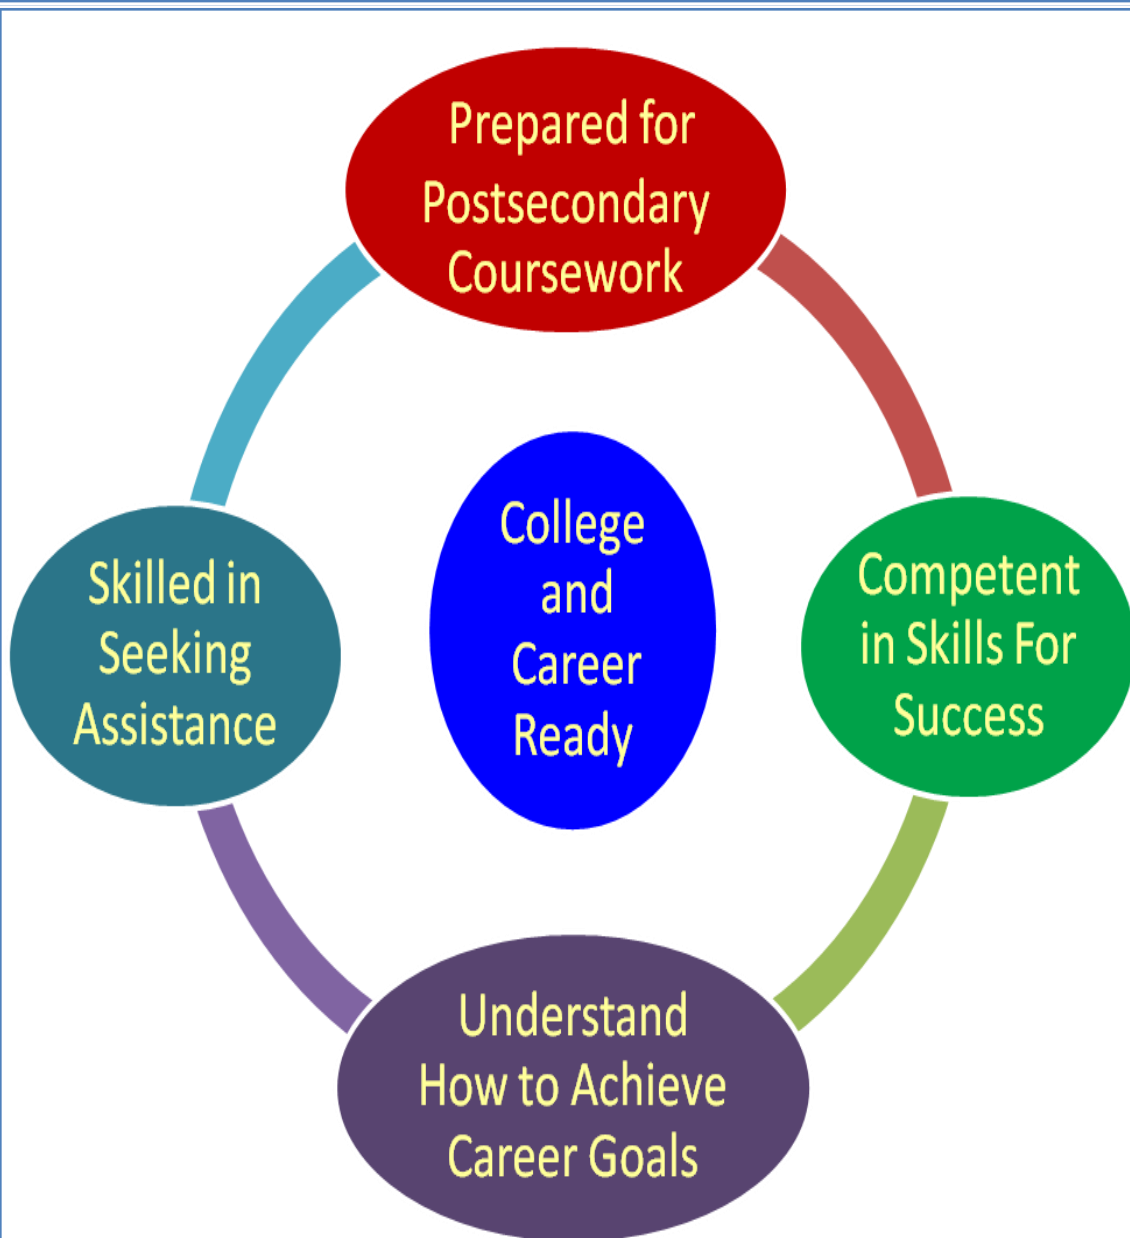 Prepared for
Postsecondary
Coursework
College
and
Career
Ready
Skilled in
Seeking
Assistance
Competent
in Skills For
Success
Understand
How to Achieve
Career Goals